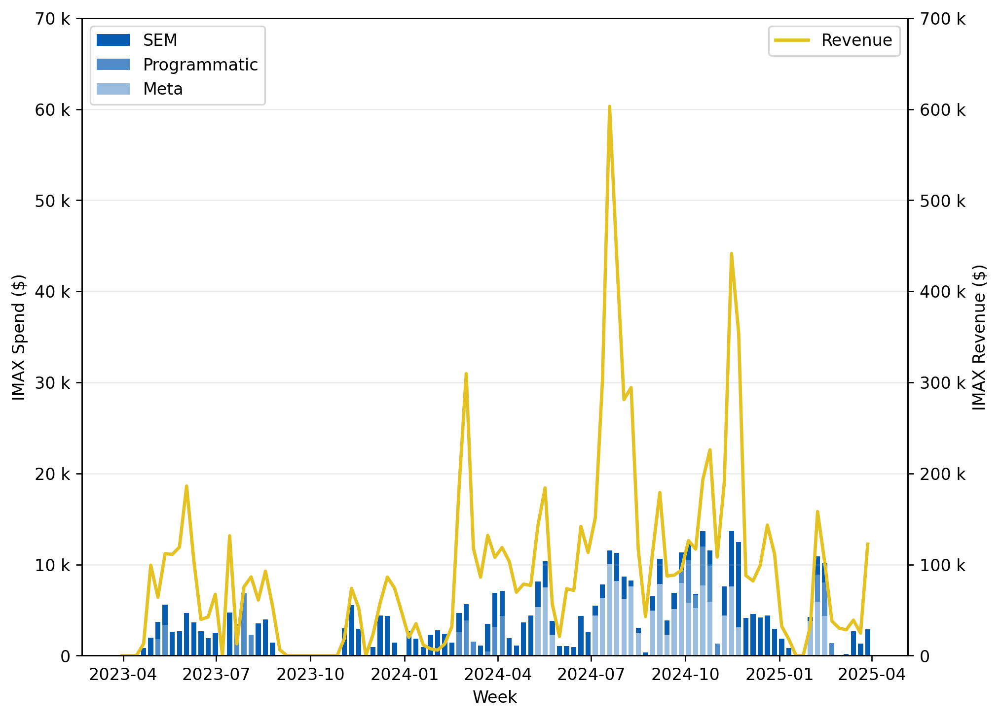 70 k
60 k
50 k
40 k
30 k
20 k
10 k
0
IMAX Spend ($)
SEM
Programmatic
Meta
Revenue
700 k
600 k
500 k
400 k
300 k
200 k
100 k
0
IMAX Revenue ($)
2023-04
2023-07
2023-10
2024-01
2024-04
2024-07
2024-10
2025-01
2025-04
Week